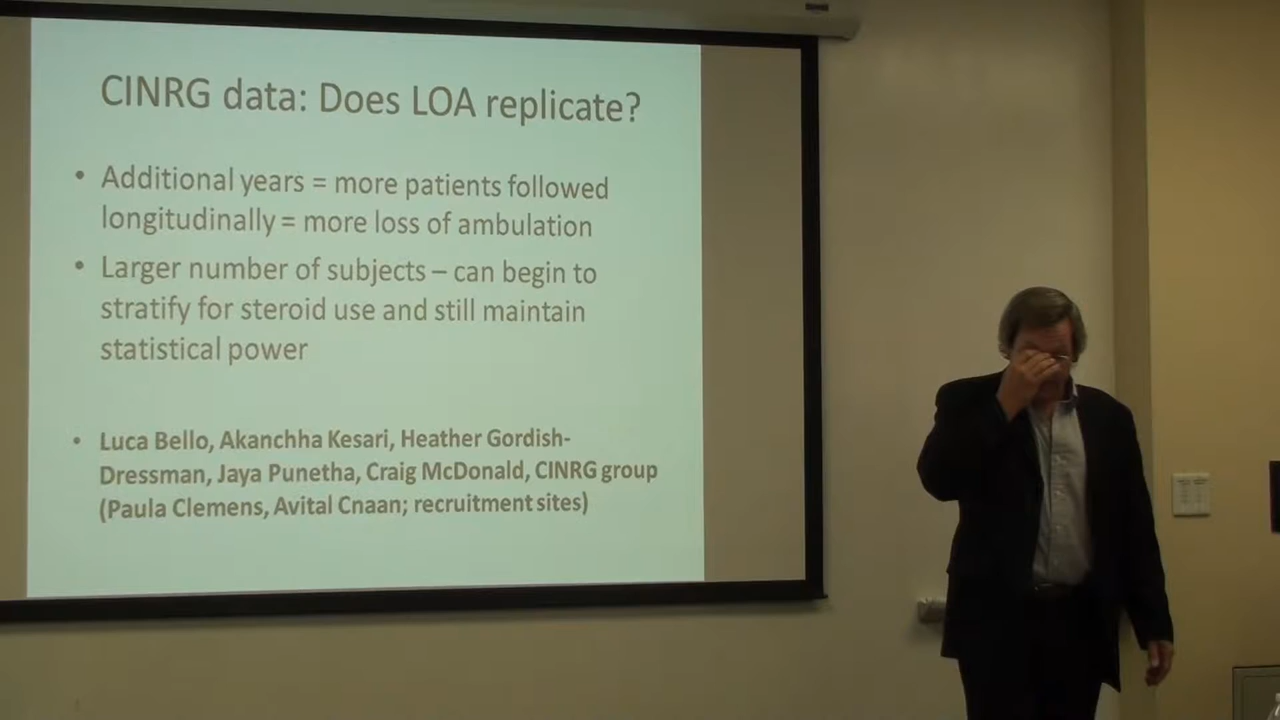 CINRG data: Does LOA replicate?
• Additional years = more patients followed
longitudinally = more loss of ambulation
• Larger number of subjects – can begin to
stratify for steroid use and still maintain
statistical power
• Luca Bello, Akanchha Kesari, Heather Gordish-
Dressman, Jaya Punetha, Craig McDonald, CINRG group
(Paula Clemens, Avital Cnaan; recruitment sites)